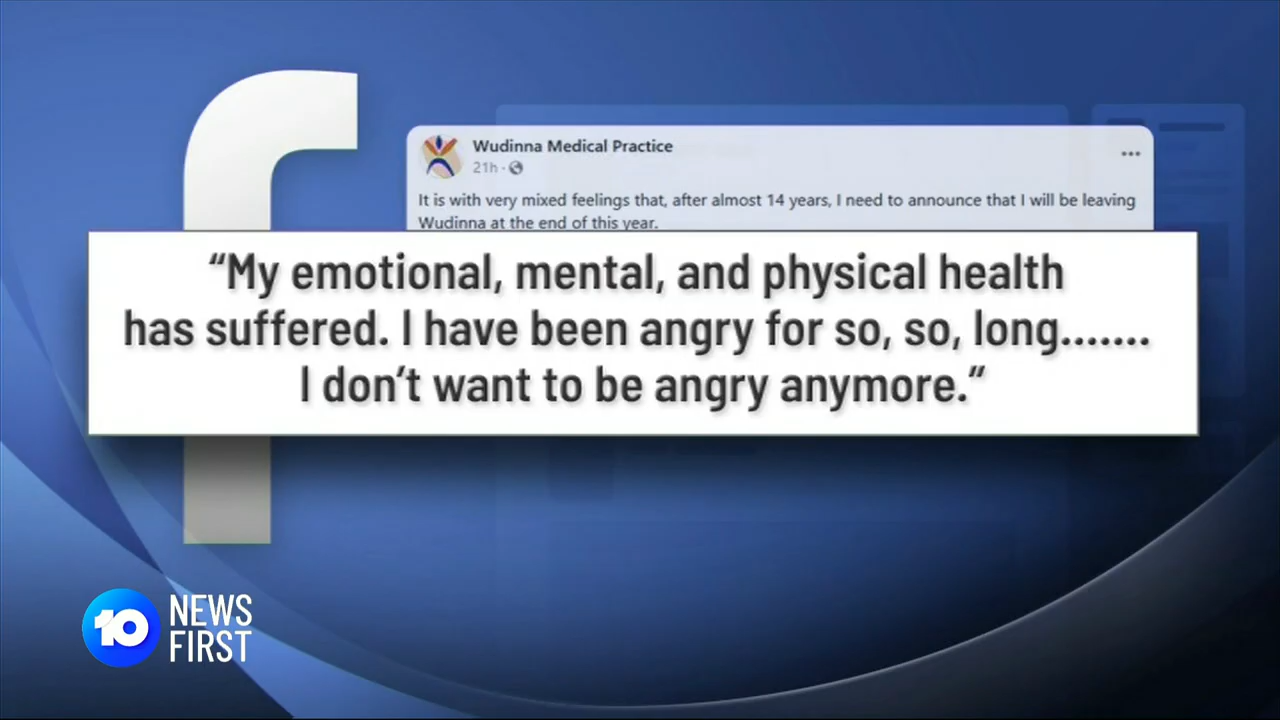 Wudinna Medical Practice
21h ·
It is with very mixed feelings that, after almost 14 years, I need to announce that I will be leaving
Wudinna at the end of this year.
“My emotional, mental, and physical health
has suffered. I have been angry for so, so, long.......
I don’t want to be angry anymore.”
10 NEWS
FIRST